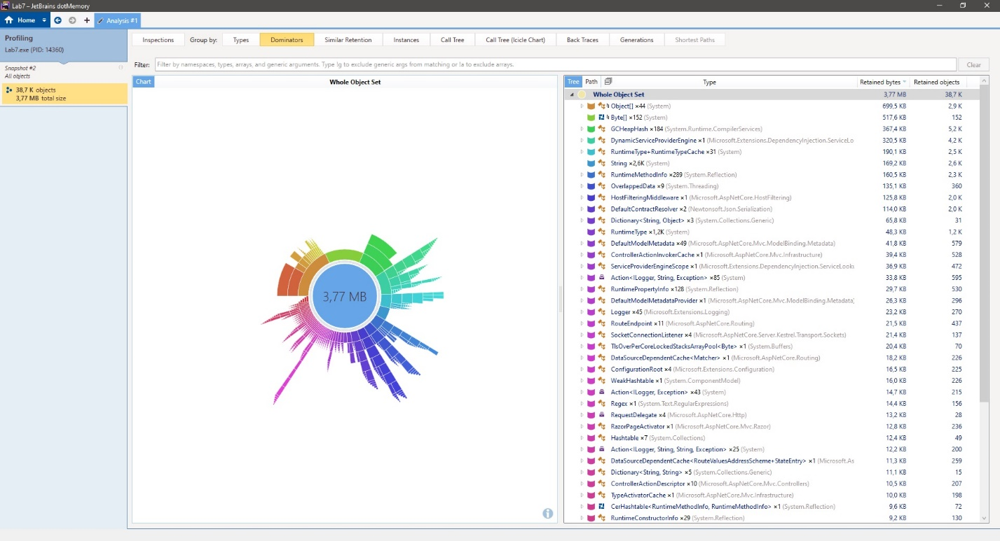 Lab7 – JetBrains dotMemory
Home Analysis #1
Profiling
Lab7.exe (PID: 14360)
Snapshot #2
All objects
38,7 K objects
3,77 MB total size
Inspections Group by: Types Dominators Similar Retention Instances Call Tree Call Tree (Icicle Chart) Back Traces Generations Shortest Paths
Filter: Filter by namespaces, types, arrays, and generic arguments. Type !g to exclude generic args from matching or !a to exclude arrays. Clear
Chart Whole Object Set
3,77 MB
Tree Path Type Retained bytes Retained objects
Whole Object Set 3,77 MB 38,7 K
Object[] ×44 (System) 699,5 KB 2,9 K
Byte[] ×152 (System) 517,6 KB 152
GCHeapHash ×184 (System.Runtime.CompilerServices) 367,4 KB 5,2 K
DynamicServiceProviderEngine ×1 (Microsoft.Extensions.DependencyInjection.ServiceLo 320,5 KB 4,2 K
RuntimeType+RuntimeTypeCache ×31 (System) 190,1 KB 2,5 K
String ×2,6K (System) 169,2 KB 2,6 K
RuntimeMethodInfo ×289 (System.Reflection) 160,5 KB 2,3 K
OverlappedData ×9 (System.Threading) 135,1 KB 360
HostFilteringMiddleware ×1 (Microsoft.AspNetCore.HostFiltering) 125,8 KB 2,0 K
DefaultContractResolver ×2 (Newtonsoft.Json.Serialization) 114,0 KB 2,0 K
Dictionary<String, Object> ×3 (System.Collections.Generic) 65,8 KB 31
RuntimeType ×1,2K (System) 48,3 KB 1,2 K
DefaultModelMetadata ×49 (Microsoft.AspNetCore.Mvc.ModelBinding.Metadata) 41,8 KB 579
ControllerActionInvokerCache ×1 (Microsoft.AspNetCore.Mvc.Infrastructure) 39,4 KB 528
ServiceProviderEngineScope ×1 (Microsoft.Extensions.DependencyInjection.ServiceLook 36,9 KB 472
Action<ILogger, String, Exception> ×85 (System) 33,8 KB 595
RuntimePropertyInfo ×128 (System.Reflection) 29,7 KB 530
DefaultModelMetadataProvider ×1 (Microsoft.AspNetCore.Mvc.ModelBinding.Metadata) 26,3 KB 296
Logger ×45 (Microsoft.Extensions.Logging) 23,2 KB 270
RouteEndpoint ×11 (Microsoft.AspNetCore.Routing) 21,5 KB 437
SocketConnectionListener ×4 (Microsoft.AspNetCore.Server.Kestrel.Transport.Sockets) 21,4 KB 137
TlsOverPerCoreLockedStacksArrayPool<Byte> ×1 (System.Buffers) 20,4 KB 70
DataSourceDependentCache<Matcher> ×1 (Microsoft.AspNetCore.Routing) 18,2 KB 226
ConfigurationRoot ×4 (Microsoft.Extensions.Configuration) 16,5 KB 225
WeakHashtable ×1 (System.ComponentModel) 16,0 KB 226
Action<ILogger, Exception> ×43 (System) 14,7 KB 215
Regex ×1 (System.Text.RegularExpressions) 14,4 KB 156
RequestDelegate ×4 (Microsoft.AspNetCore.Http) 13,2 KB 28
RazorPageActivator ×1 (Microsoft.AspNetCore.Mvc.Razor) 12,8 KB 236
Hashtable ×7 (System.Collections) 12,4 KB 49
Action<ILogger, String, String, Exception> ×25 (System) 12,2 KB 200
DataSourceDependentCache<RouteValuesAddressScheme+StateEntry> ×1 (Microsoft.As 11,3 KB 259
Dictionary<String, String> ×5 (System.Collections.Generic) 11,1 KB 15
ControllerActionDescriptor ×10 (Microsoft.AspNetCore.Mvc.Controllers) 10,5 KB 207
TypeActivatorCache ×1 (Microsoft.AspNetCore.Mvc.Infrastructure) 10,0 KB 198
CerHashtable<RuntimeMethodInfo, RuntimeMethodInfo> ×1 (System.Reflection) 9,6 KB 72
RuntimeConstructorInfo ×29 (System.Reflection) 9,2 KB 130